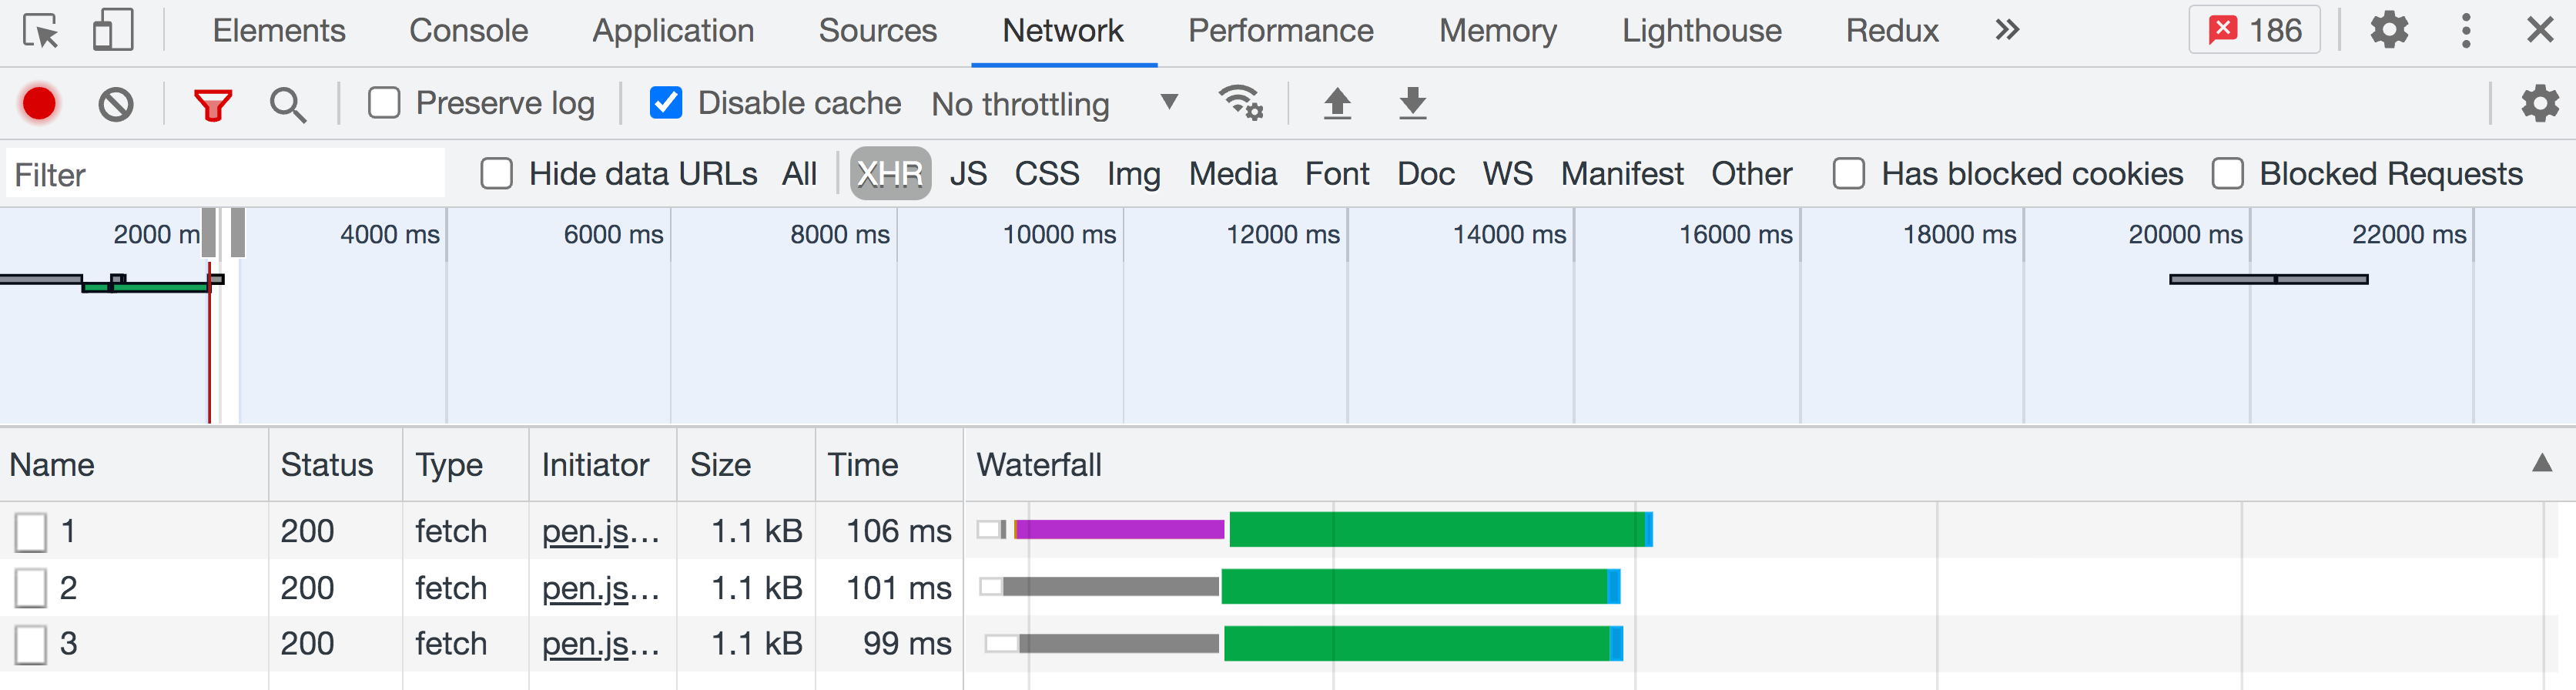 Elements Console Application Sources Network Performance Memory Lighthouse Redux » 186
Preserve log Disable cache No throttling
Filter Hide data URLs All XHR JS CSS Img Media Font Doc WS Manifest Other Has blocked cookies Blocked Requests
2000 m 4000 ms 6000 ms 8000 ms 10000 ms 12000 ms 14000 ms 16000 ms 18000 ms 20000 ms 22000 ms
Name Status Type Initiator Size Time Waterfall
1 200 fetch pen.js... 1.1 kB 106 ms
2 200 fetch pen.js... 1.1 kB 101 ms
3 200 fetch pen.js... 1.1 kB 99 ms